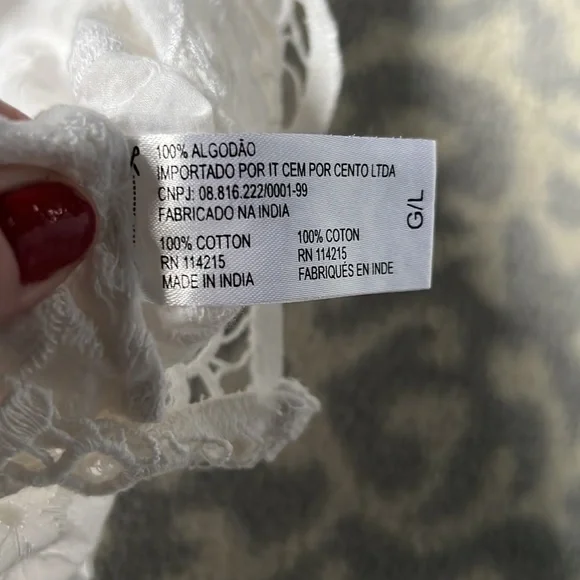 100% ALGODÃO
IMPORTADO POR IT CEM POR CENTO LTDA
CNPJ: 08.816.222/0001-99
FABRICADO NA INDIA
100% COTTON
RN 114215
MADE IN INDIA
100% COTON
RN 114215
FABRIQUÉS EN INDE
G/L